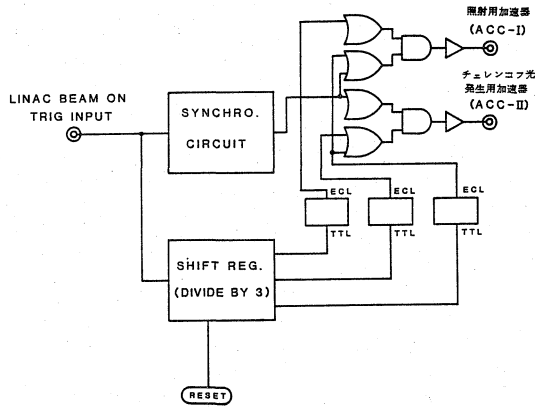 照射用加速器
(ACC-I)
チェレンコフ光
発生用加速器
(ACC-II)
LINAC BEAM ON
TRIG INPUT
SYNCHRO.
CIRCUIT
ECL
ECL
ECL
TTL
TTL
TTL
SHIFT REG.
(DIVIDE BY 3)
RESET